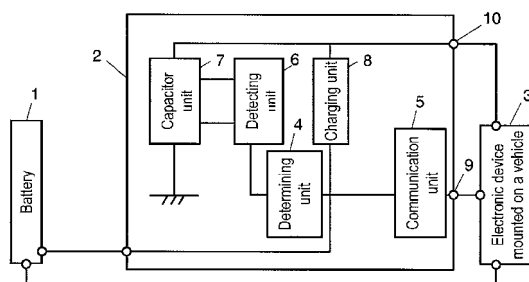 10
2
7
6
8
1
3
4
5
9
Battery
Capacitor
unit
Detecting
unit
Charging unit
Determining
unit
Communication
unit
Electronic device
mounted on a vehicle